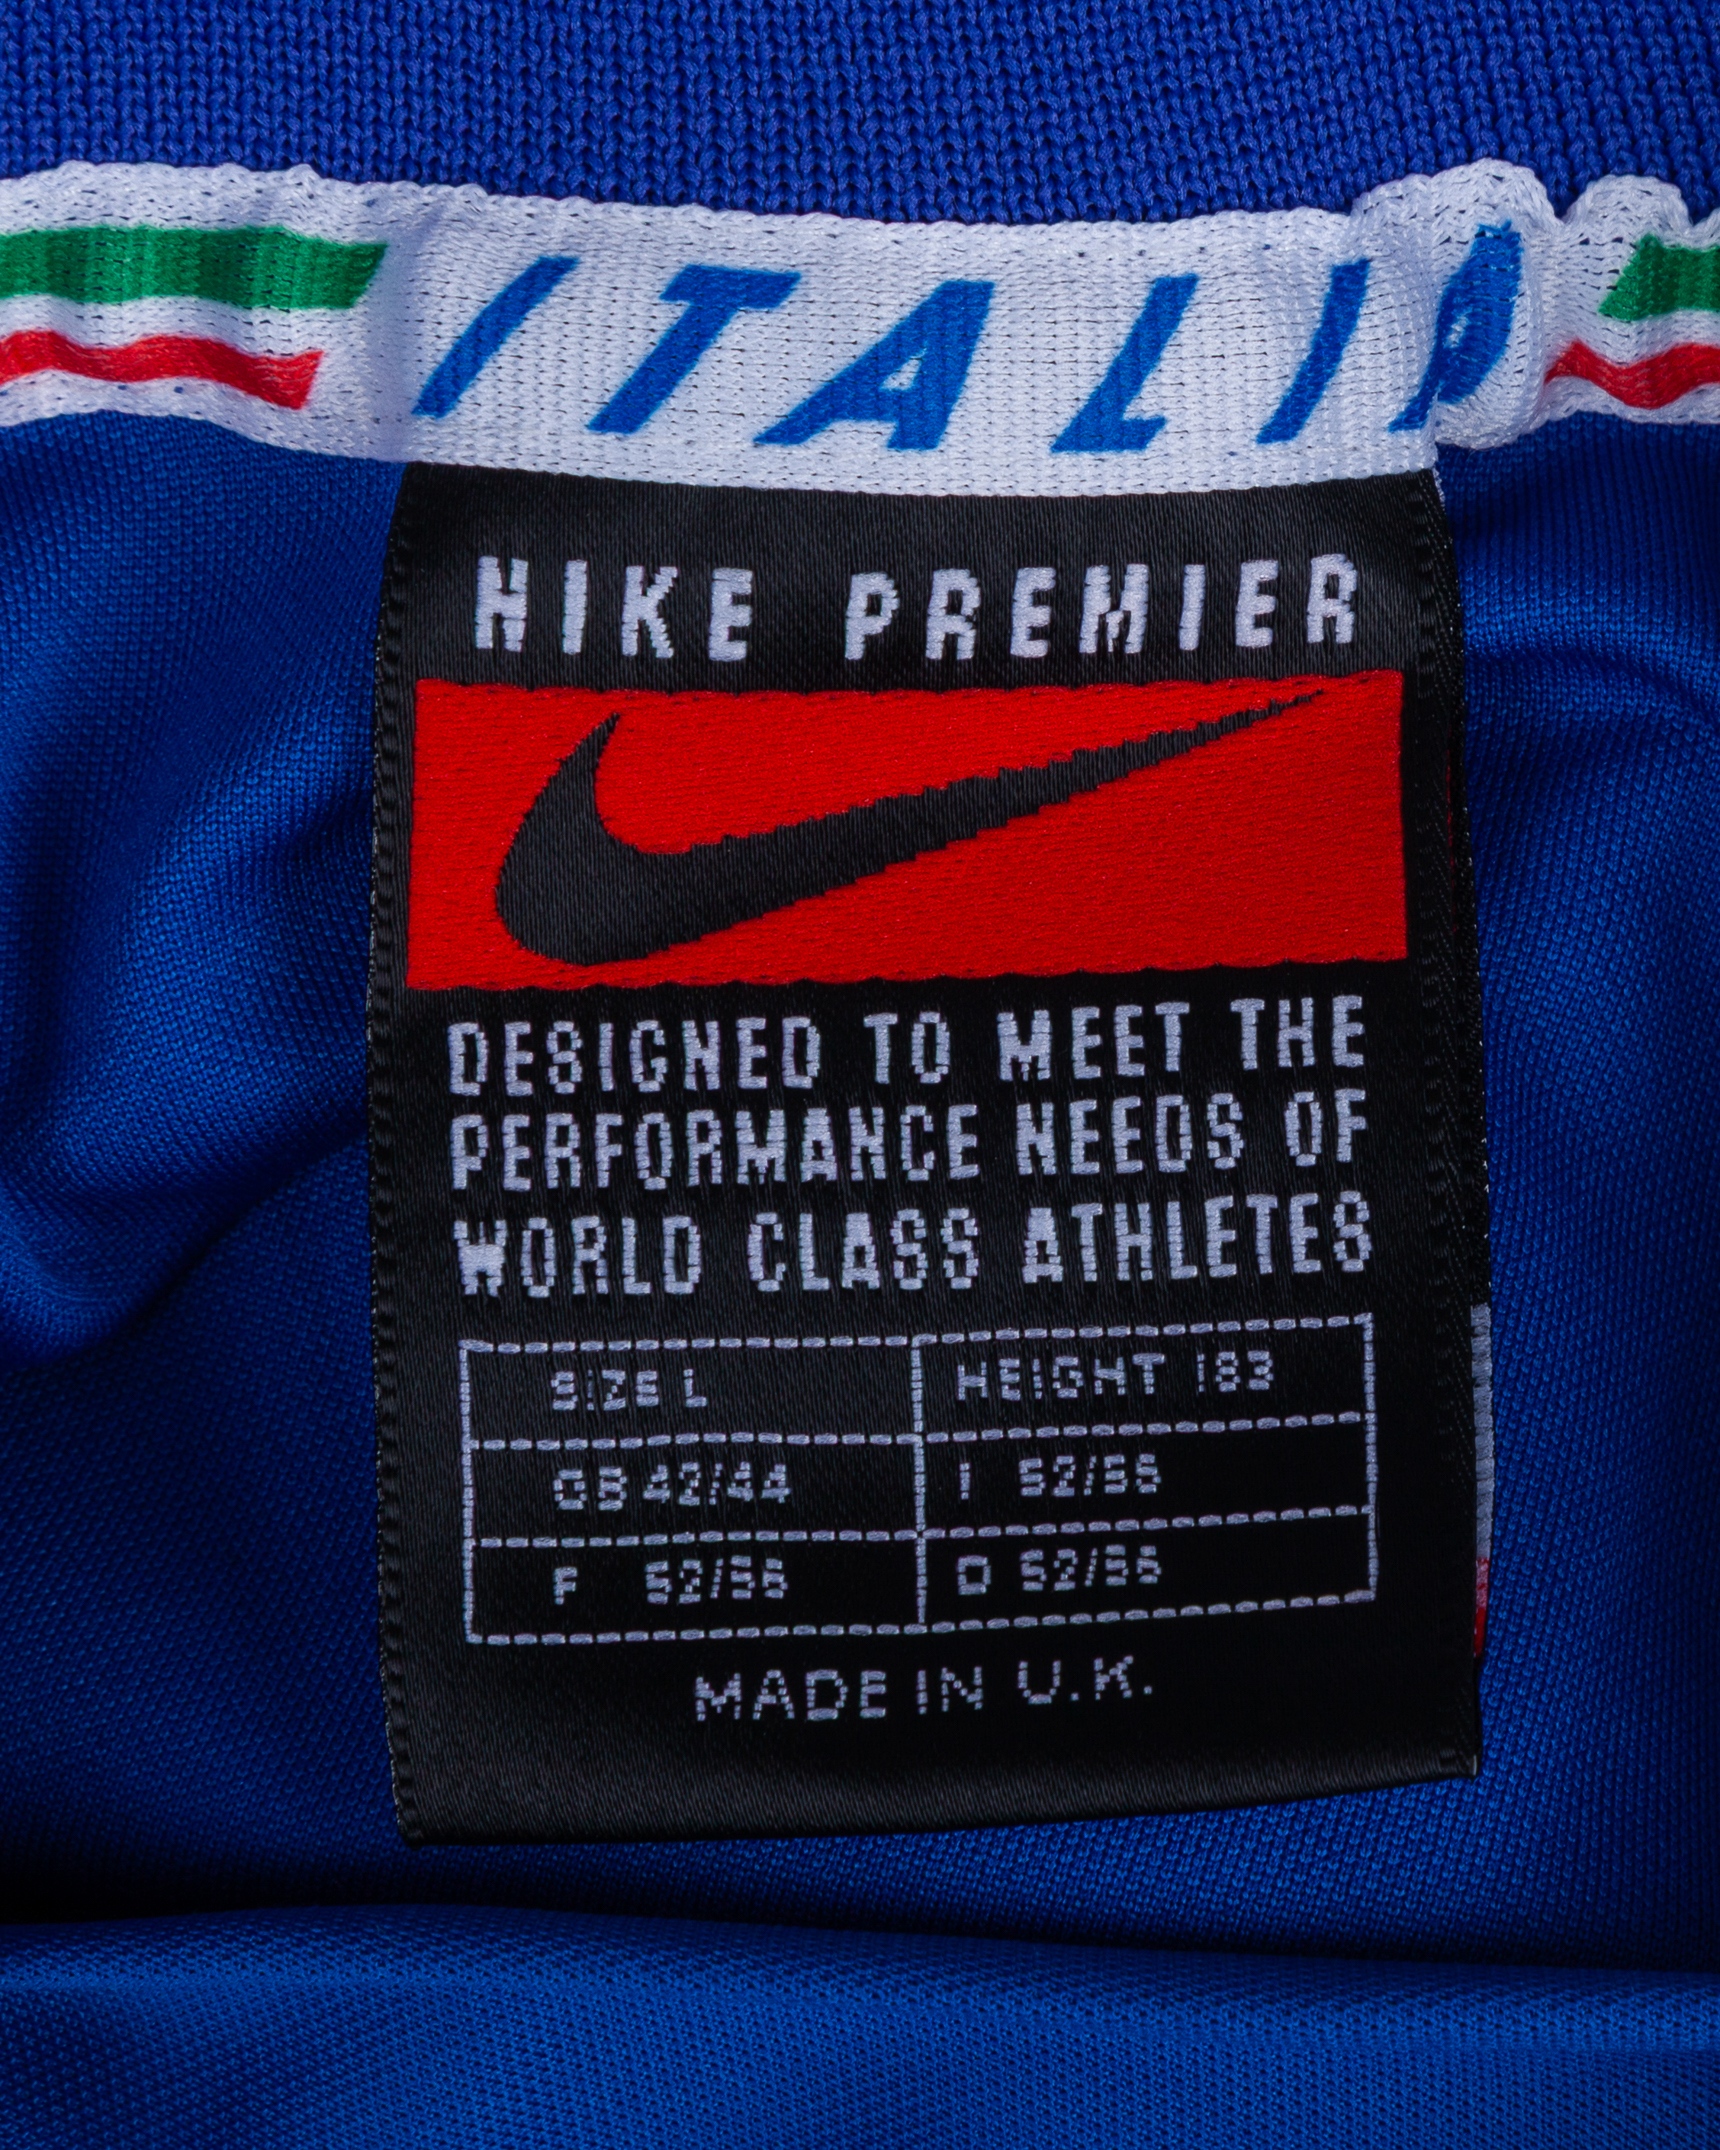 ITALIA
NIKE PREMIER
DESIGNED TO MEET THE
PERFORMANCE NEEDS OF
WORLD CLASS ATHLETES
SIZE L HEIGHT 183
GB 42/44 I 52/56
F 52/56 D 52/56
MADE IN U.K.